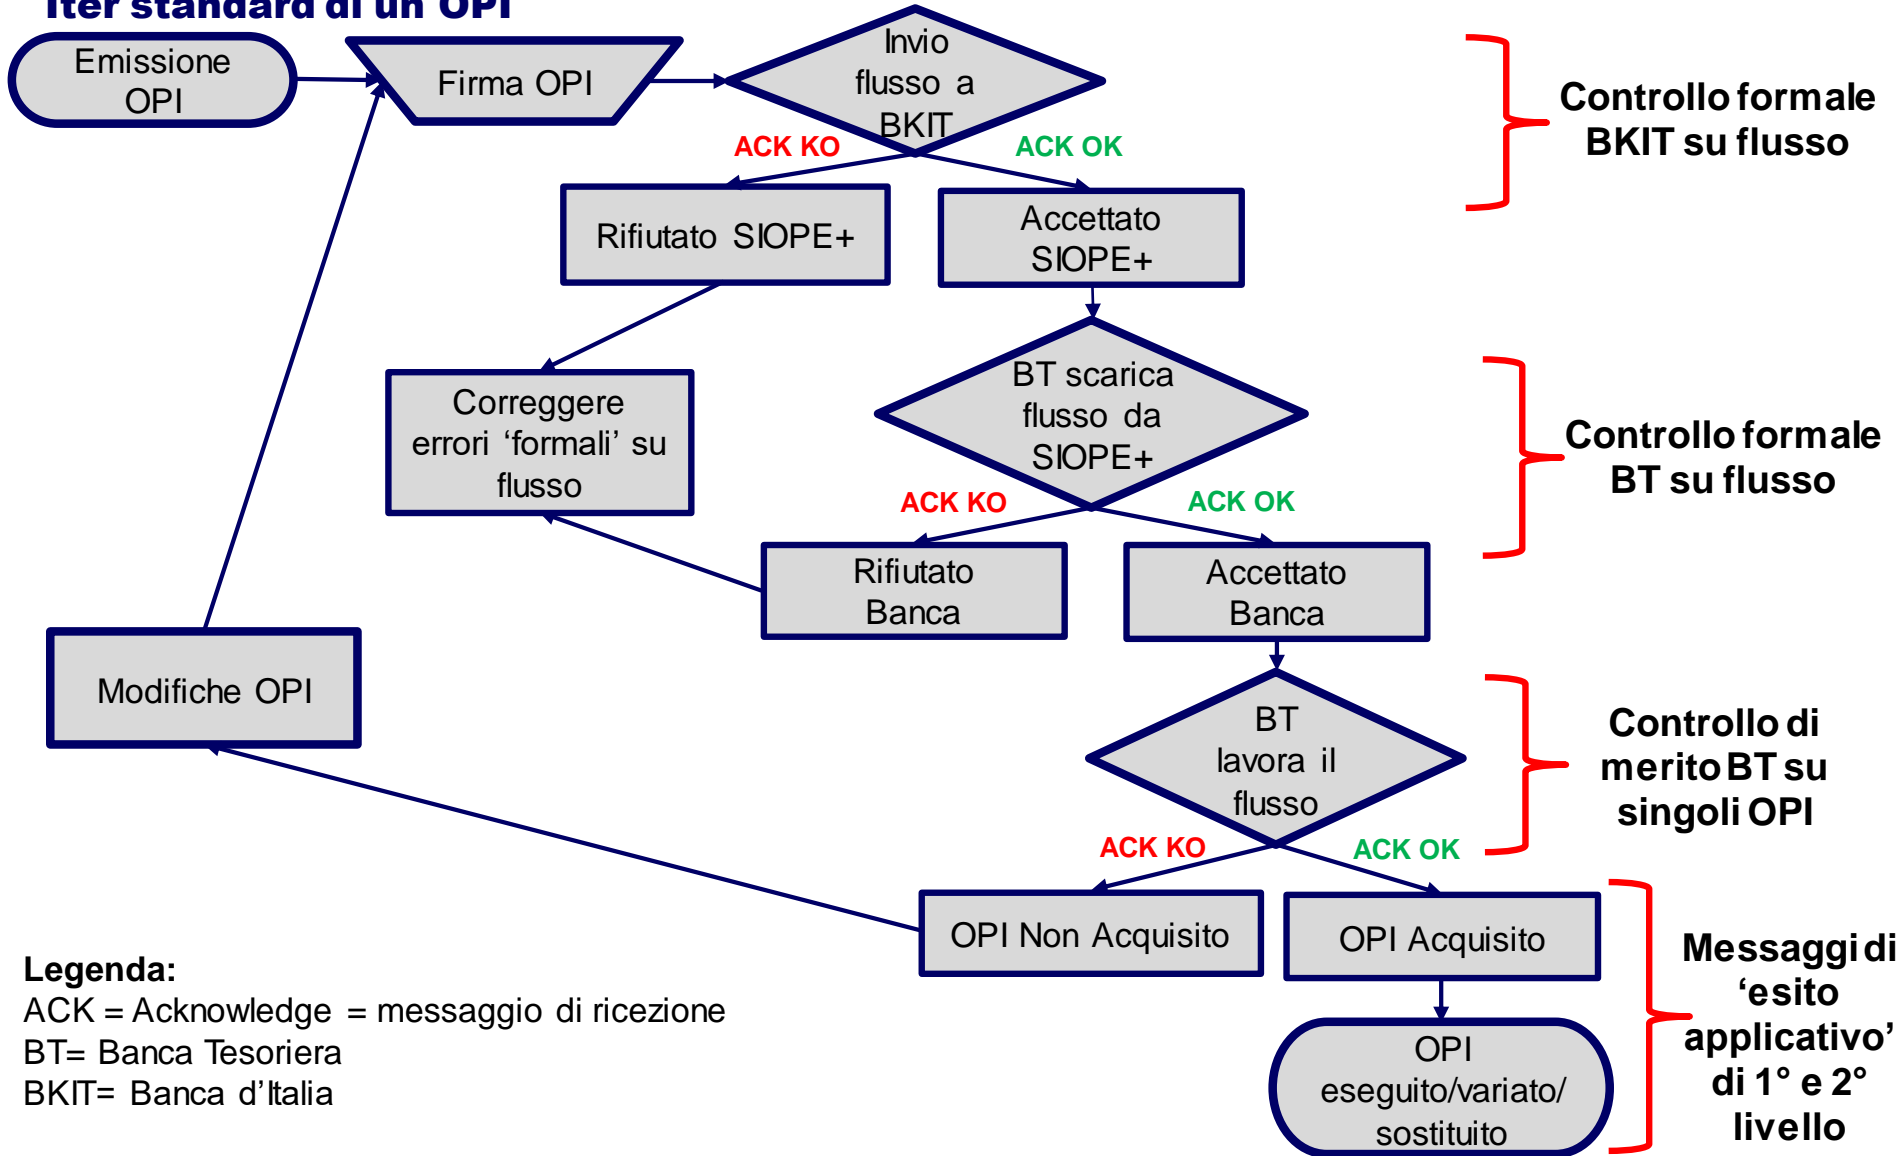 Iter standard di un OPI
Emissione
OPI
Firma OPI
Invio
flusso a
BKIT
Controllo formale
BKIT su flusso
ACK KO
ACK OK
Rifiutato SIOPE+
Accettato
SIOPE+
Correggere
errori ‘formali’ su
flusso
BT scarica
flusso da
SIOPE+
Controllo formale
BT su flusso
ACK KO
ACK OK
Rifiutato
Banca
Accettato
Banca
Modifiche OPI
BT
lavora il
flusso
Controllo di
merito BT su
singoli OPI
ACK KO
ACK OK
OPI Non Acquisito
OPI Acquisito
Messaggi di
‘esito
applicativo’
di 1° e 2°
livello
OPI
eseguito/variato/
sostituito
Legenda:
ACK = Acknowledge = messaggio di ricezione
BT= Banca Tesoriera
BKIT= Banca d’Italia